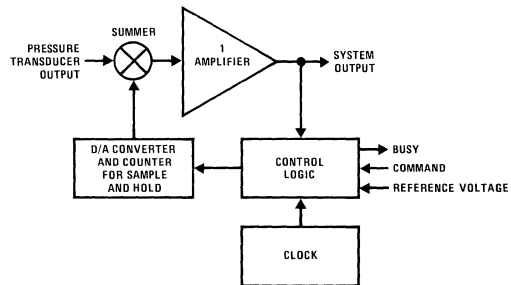 SUMMER
PRESSURE
TRANSDUCER
OUTPUT
1
AMPLIFIER
SYSTEM
OUTPUT
D/A CONVERTER
AND COUNTER
FOR SAMPLE
AND HOLD
CONTROL
LOGIC
BUSY
COMMAND
REFERENCE VOLTAGE
CLOCK